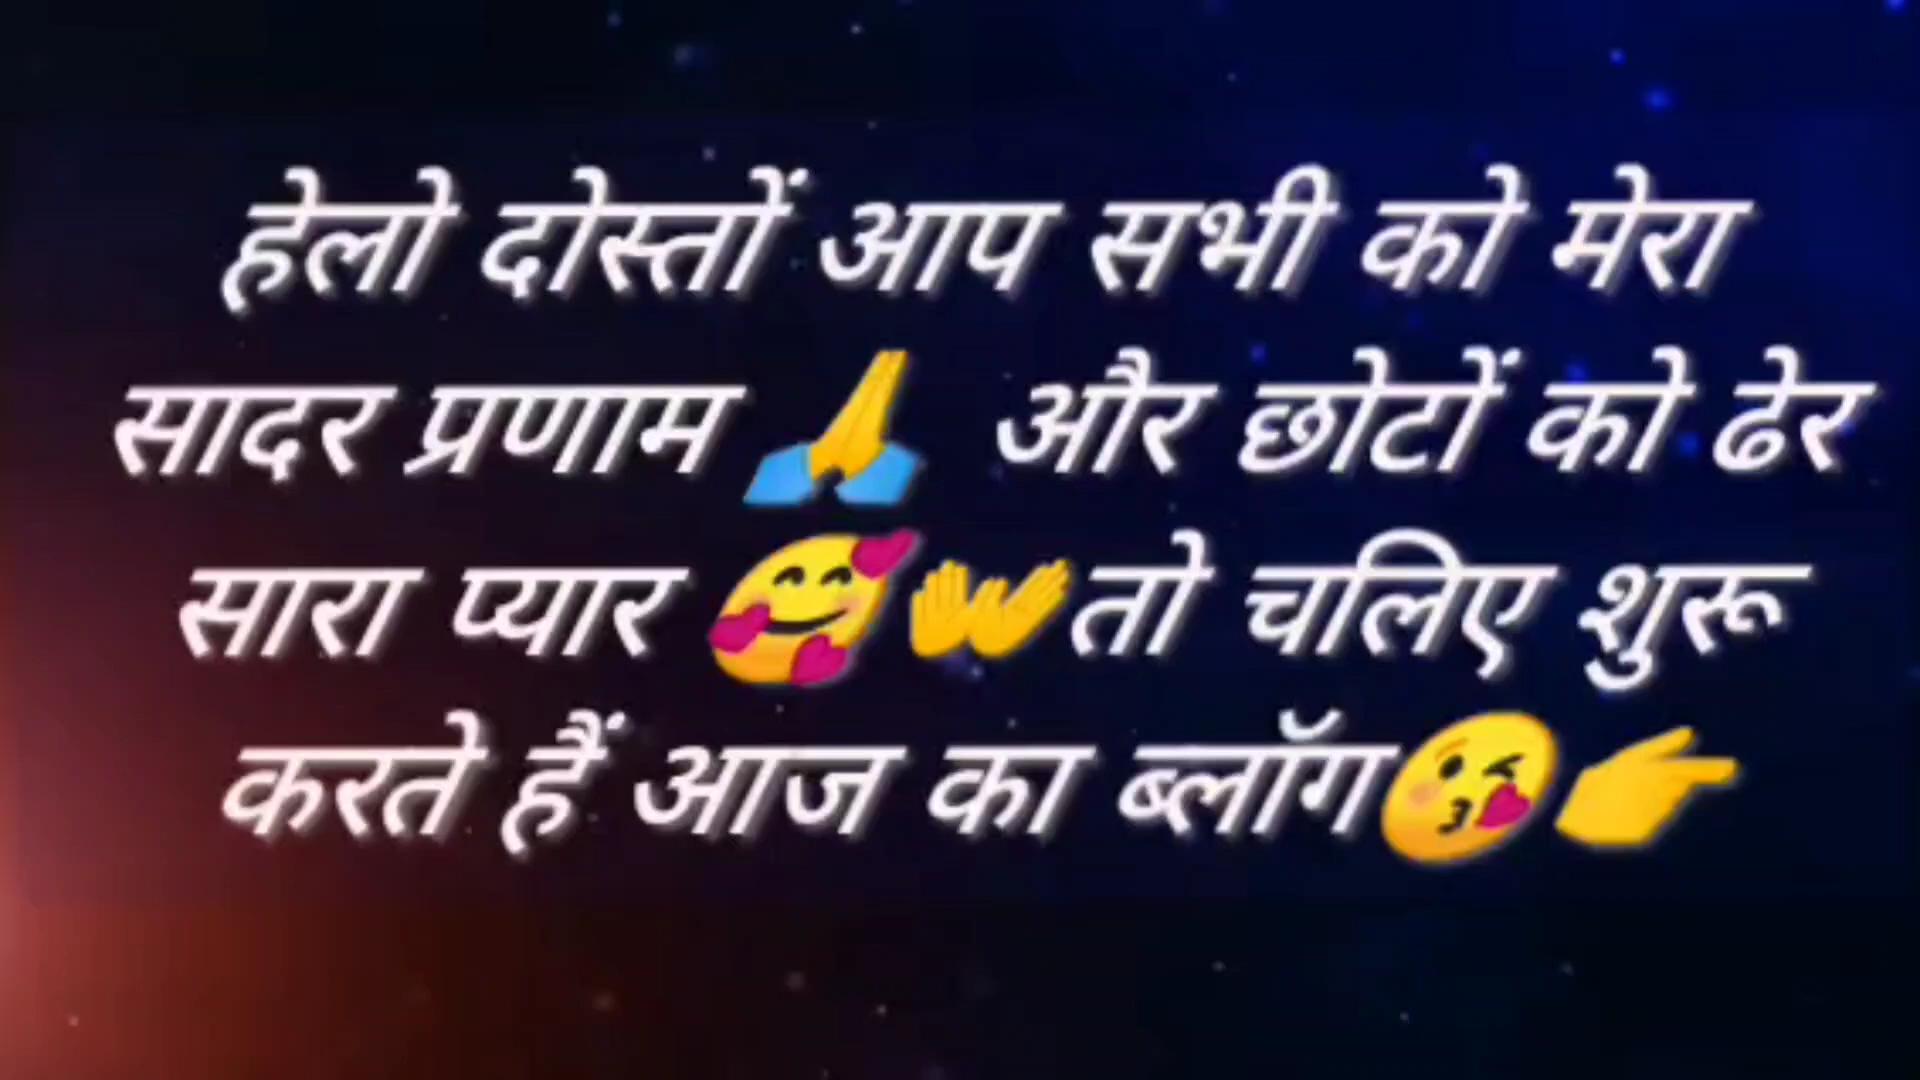 हेलो दोस्तों आप सभी को मेरा
सादर प्रणाम 🙏 और छोटों को ढेर
सारा प्यार 🥰👐तो चलिए शुरू
करते हैं आज का ब्लॉग😘👉